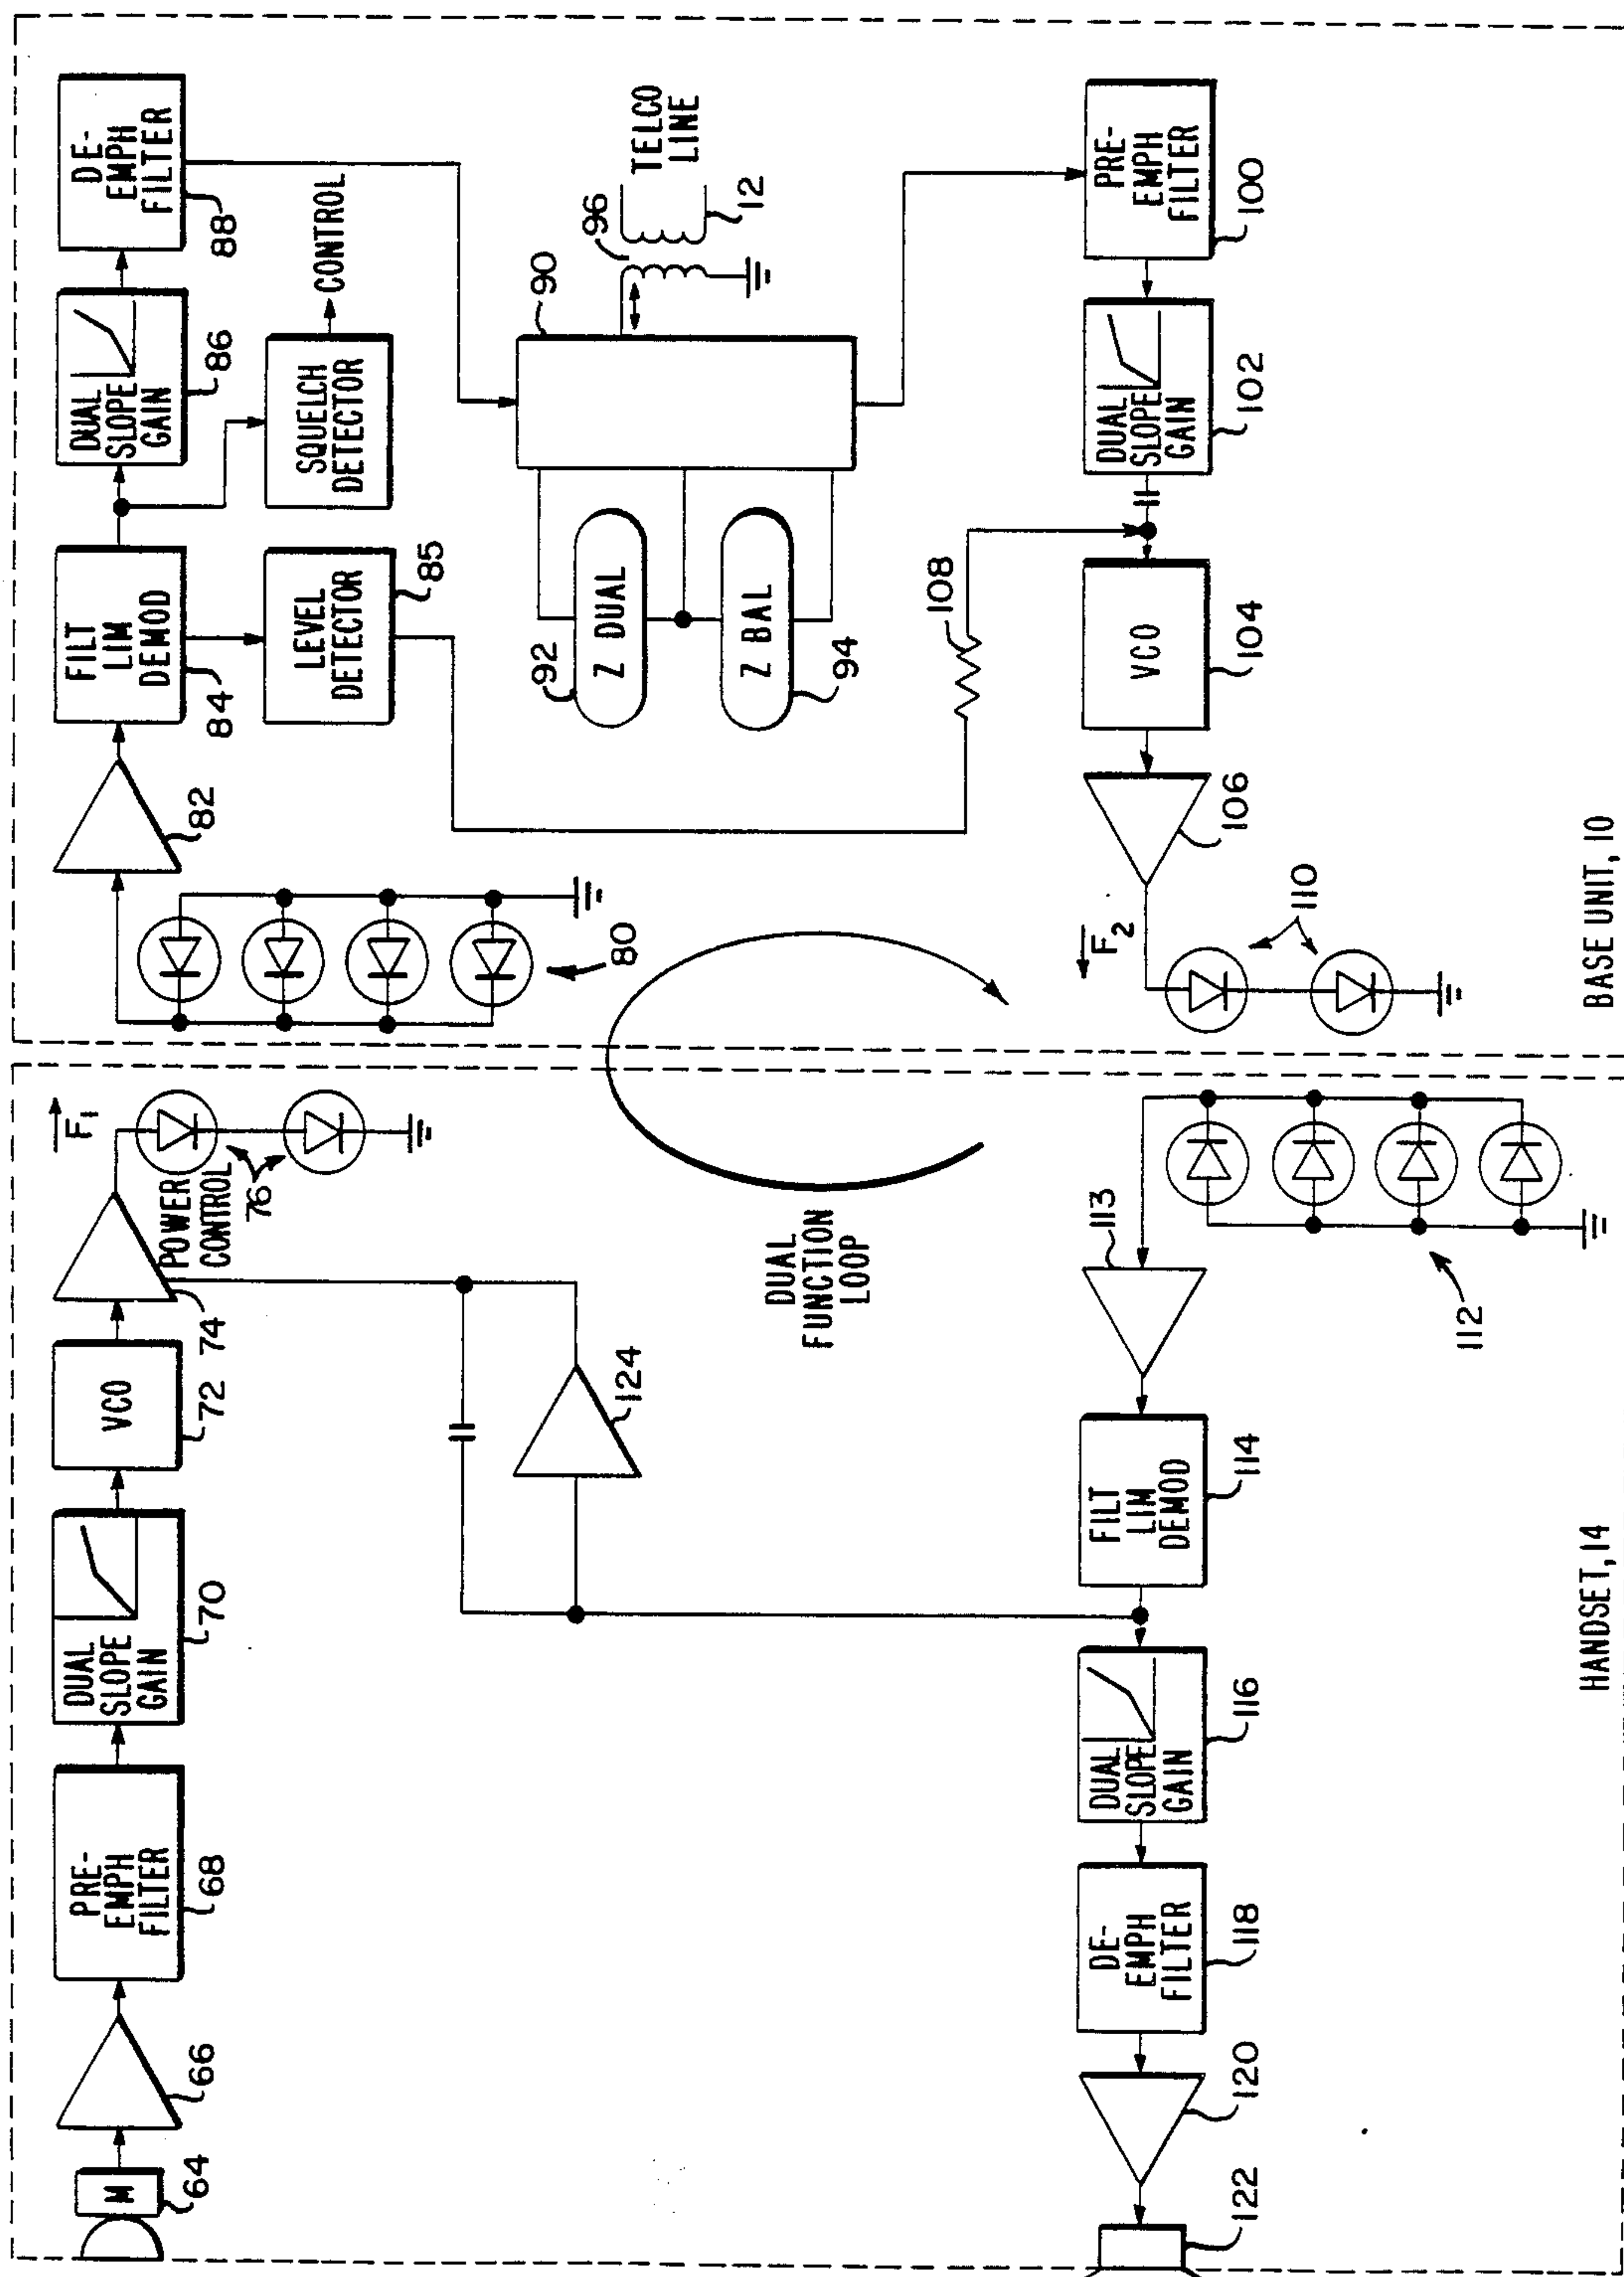 M
64
66
PRE-
EMPH
FILTER
68
DUAL
SLOPE
GAIN
70
VCO
72
74
POWER
CONTROL
F1
76
124
DUAL
FUNCTION
LOOP
113
112
FILT
LIM
DEMOD
114
DUAL
SLOPE
GAIN
116
DE-
EMPH
FILTER
118
120
122
HANDSET, 14
80
82
FILT
LIM
DEMOD
84
LEVEL
DETECTOR
85
DUAL
SLOPE
GAIN
86
SQUELCH
DETECTOR
CONTROL
DE-
EMPH
FILTER
88
90
92
Z DUAL
Z BAL
94
96
TELCO
LINE
12
PRE-
EMPH
FILTER
100
DUAL
SLOPE
GAIN
102
108
VCO
104
106
F2
110
BASE UNIT, 10